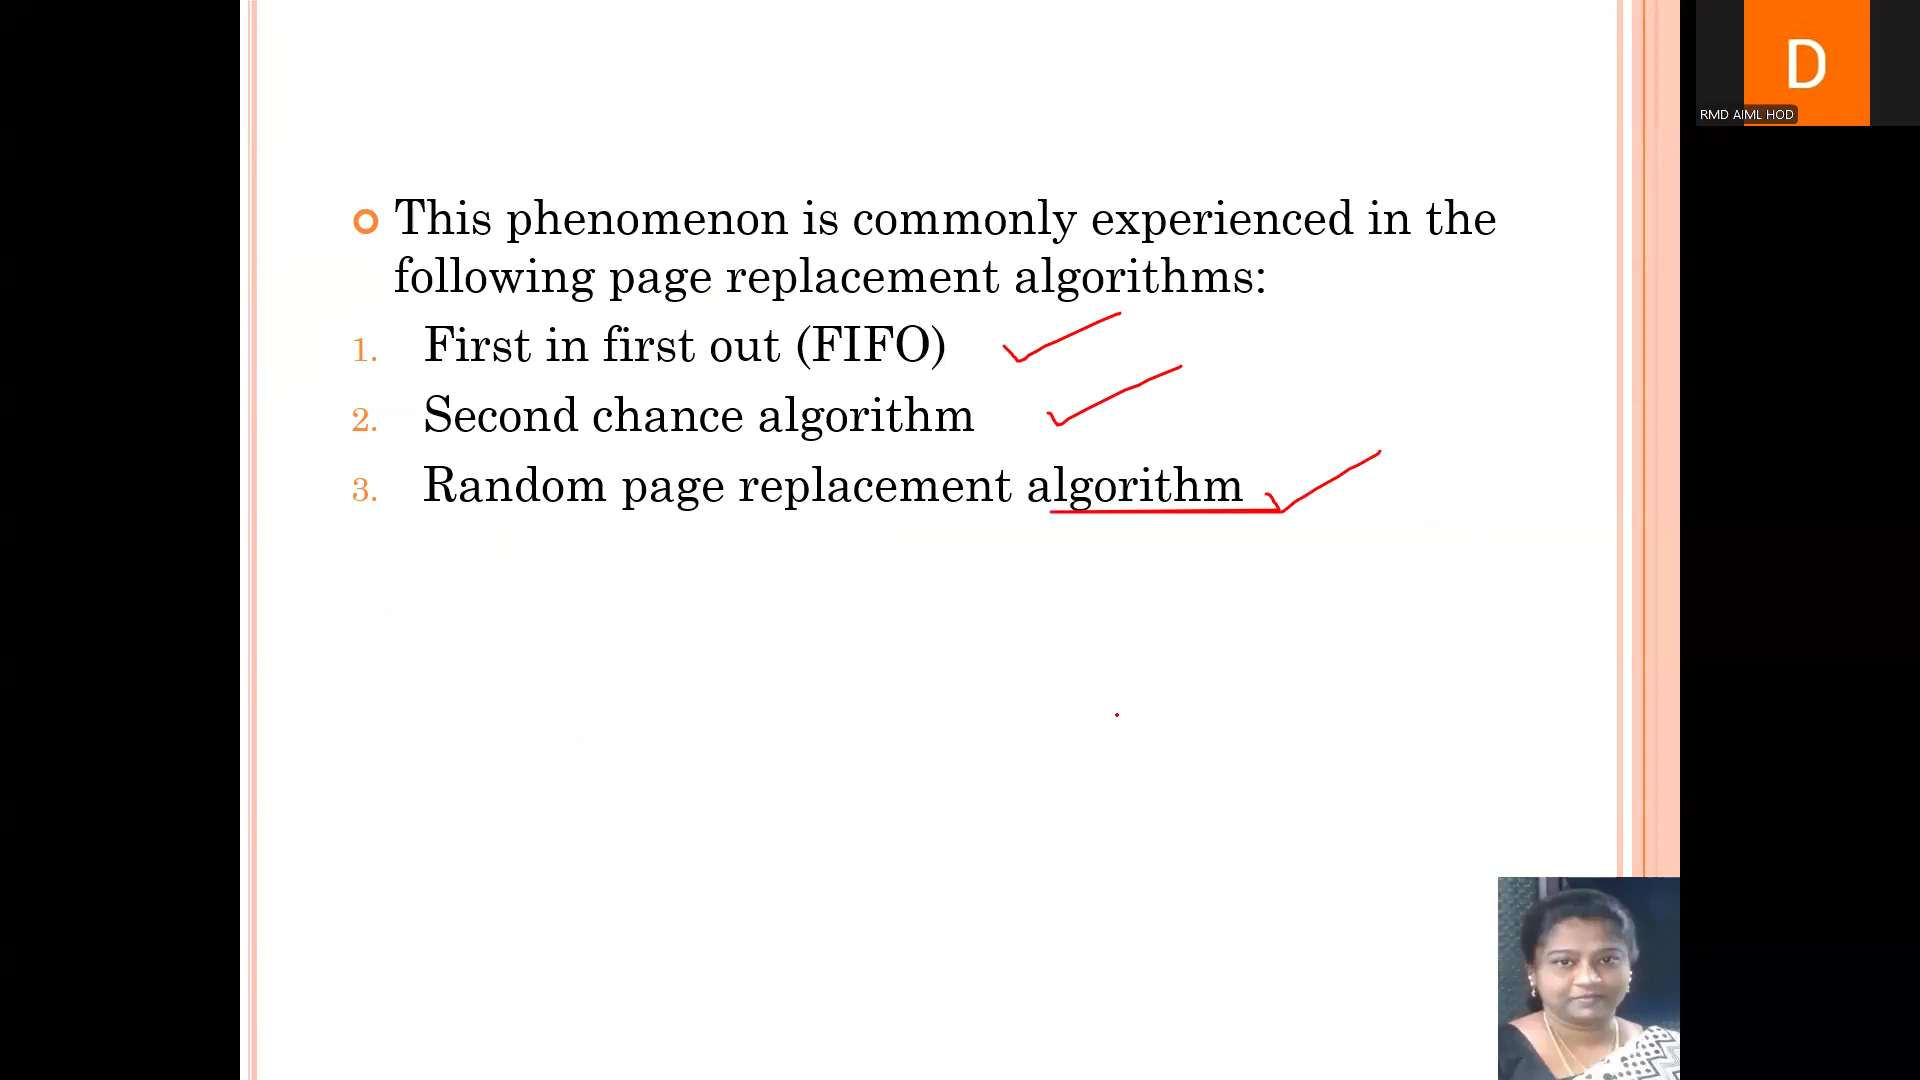 D
RMD AIML HOD
This phenomenon is commonly experienced in the
following page replacement algorithms:
1. First in first out (FIFO)
2. Second chance algorithm
3. Random page replacement algorithm